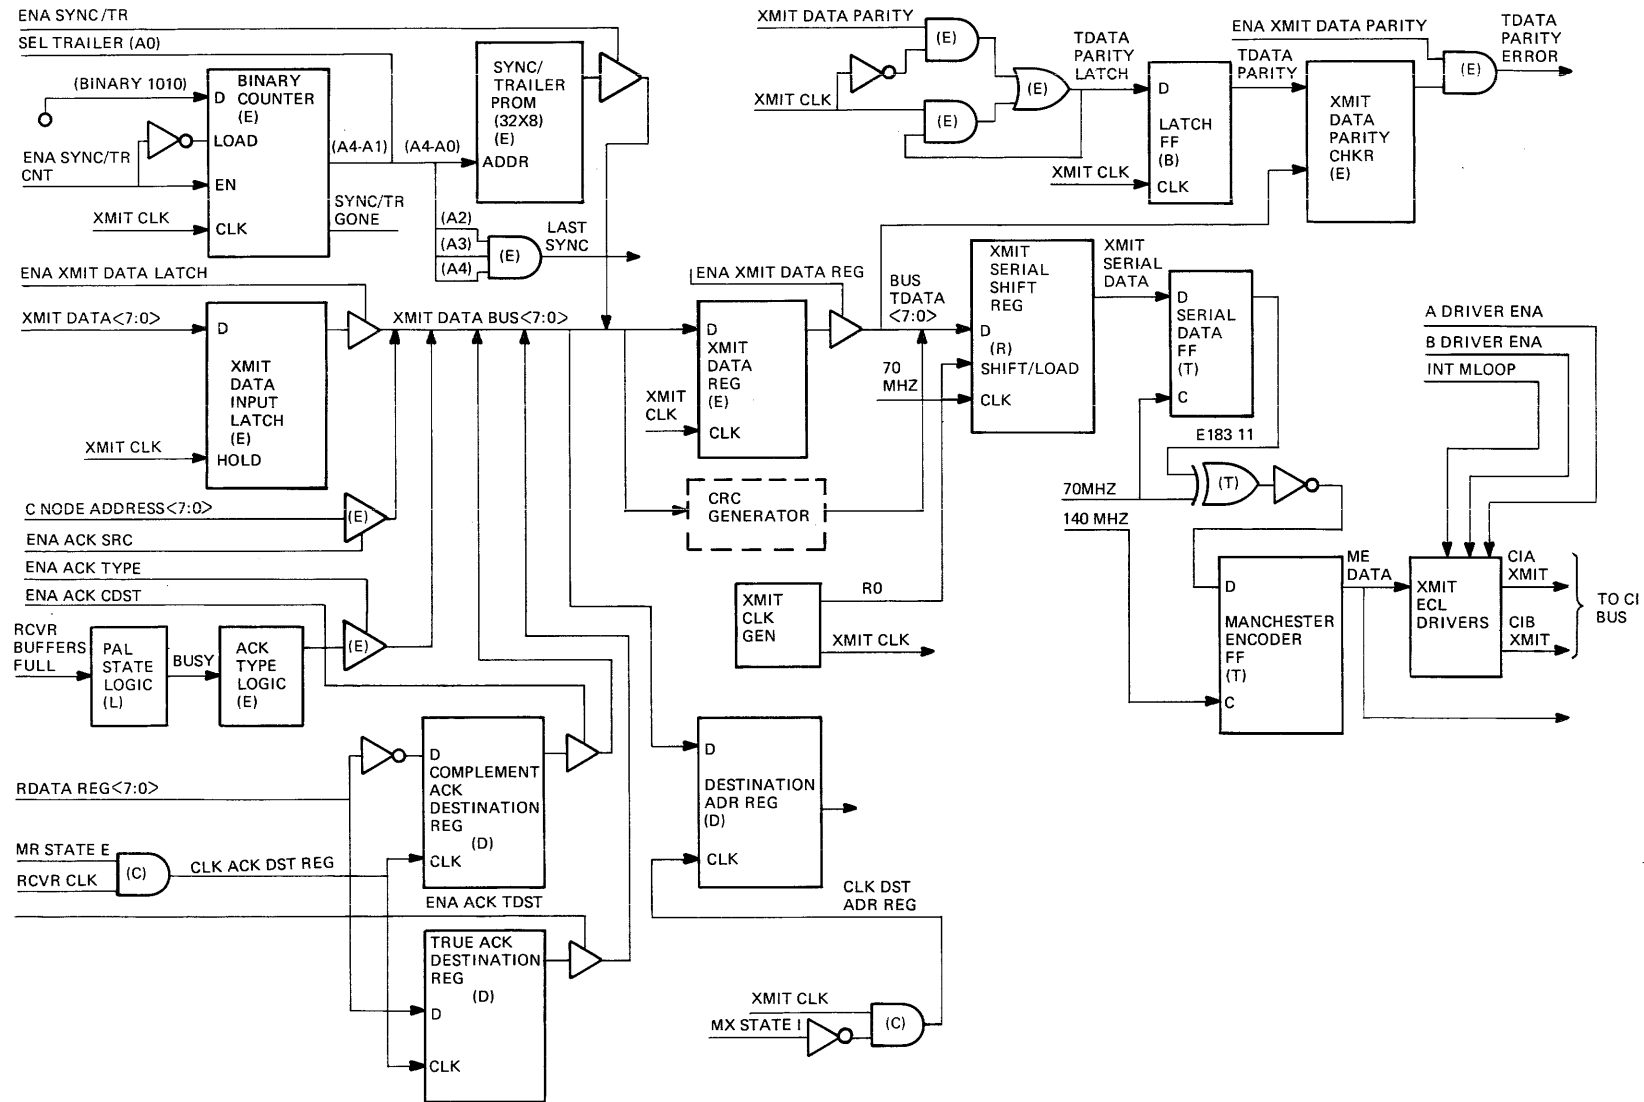 ENA SYNC/TR
SEL TRAILER (A0)
(BINARY 1010)
D
BINARY
COUNTER
(E)
LOAD
ENA SYNC/TR
CNT
EN
XMIT CLK
CLK
(A4-A1)
(A4-A0)
SYNC/TR
GONE
SYNC/
TRAILER
PROM
(32X8)
(E)
ADDR
(A2)
(A3)
(A4)
(E)
LAST
SYNC
XMIT DATA PARITY
(E)
XMIT CLK
(E)
(E)
TDATA
PARITY
LATCH
D
LATCH
FF
(B)
XMIT CLK
CLK
TDATA
PARITY
XMIT
DATA
PARITY
CHKR
(E)
ENA XMIT DATA PARITY
(E)
TDATA
PARITY
ERROR
ENA XMIT DATA LATCH
XMIT DATA<7:0>
D
XMIT
DATA
INPUT
LATCH
(E)
XMIT CLK
HOLD
XMIT DATA BUS<7:0>
ENA XMIT DATA REG
D
XMIT
DATA
REG
(E)
XMIT
CLK
CLK
BUS
TDATA
<7:0>
70
MHZ
XMIT
SERIAL
SHIFT
REG
D
(R)
SHIFT/LOAD
CLK
XMIT
SERIAL
DATA
D
SERIAL
DATA
FF
(T)
C
E183 11
A DRIVER ENA
B DRIVER ENA
INT MLOOP
C NODE ADDRESS<7:0>
(E)
ENA ACK SRC
ENA ACK TYPE
ENA ACK CDST
RCVR
BUFFERS
FULL
PAL
STATE
LOGIC
(L)
BUSY
ACK
TYPE
LOGIC
(E)
(E)
CRC
GENERATOR
XMIT
CLK
GEN
R0
XMIT CLK
70MHZ
(T)
140 MHZ
D
MANCHESTER
ENCODER
FF
(T)
C
ME
DATA
XMIT
ECL
DRIVERS
CIA
XMIT
CIB
XMIT
TO CI
BUS
RDATA REG<7:0>
D
COMPLEMENT
ACK
DESTINATION
REG
(D)
CLK
MR STATE E
RCVR CLK
(C)
CLK ACK DST REG
ENA ACK TDST
TRUE ACK
DESTINATION
REG
(D)
D
CLK
D
DESTINATION
ADR REG
(D)
CLK
CLK DST
ADR REG
XMIT CLK
MX STATE I
(C)